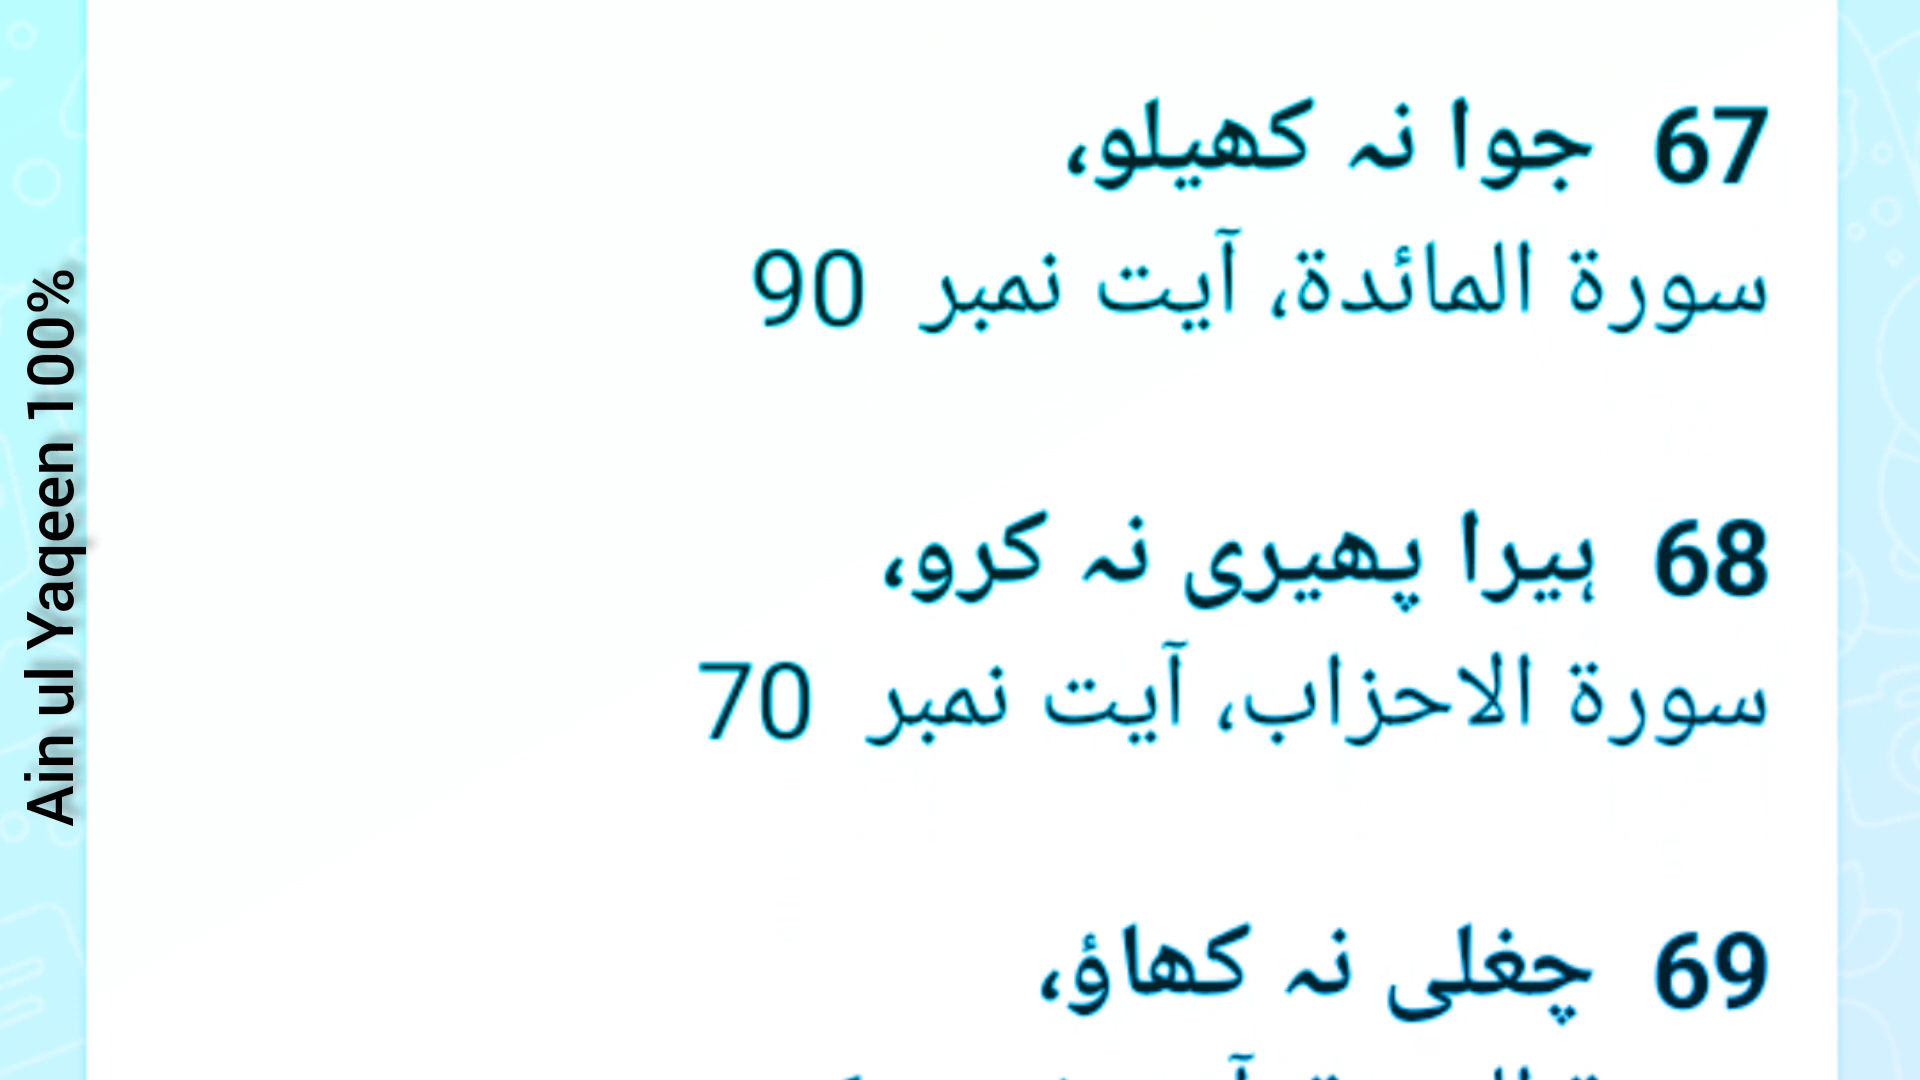 67 جوا نہ کھیلو،
سورة المائدة، آیت نمبر 90
68 ہیرا پھیری نہ کرو،
سورة الاحزاب، آیت نمبر 70
69 چغلی نہ کھاؤ،
Ain ul Yaqeen 100%